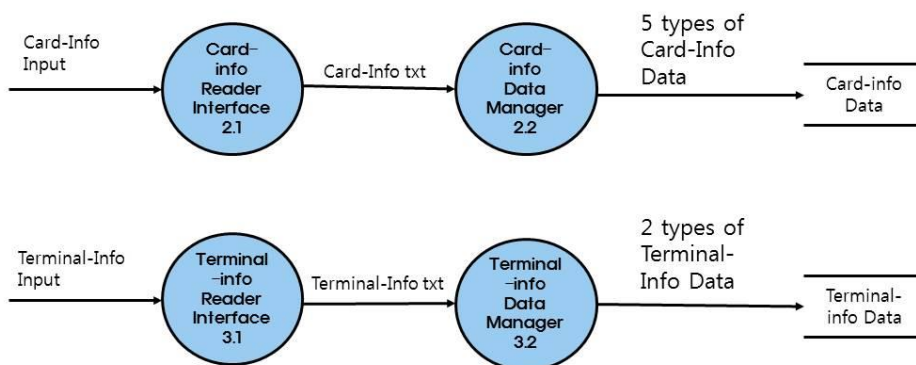 Card-Info
Input
Card-
info
Reader
Interface
2.1
Card-Info txt
Card-
info
Data
Manager
2.2
5 types of
Card-Info
Data
Card-info
Data
Terminal-Info
Input
Terminal
-info
Reader
Interface
3.1
Terminal-Info txt
Terminal
-info
Data
Manager
3.2
2 types of
Terminal-
Info Data
Terminal-
info Data